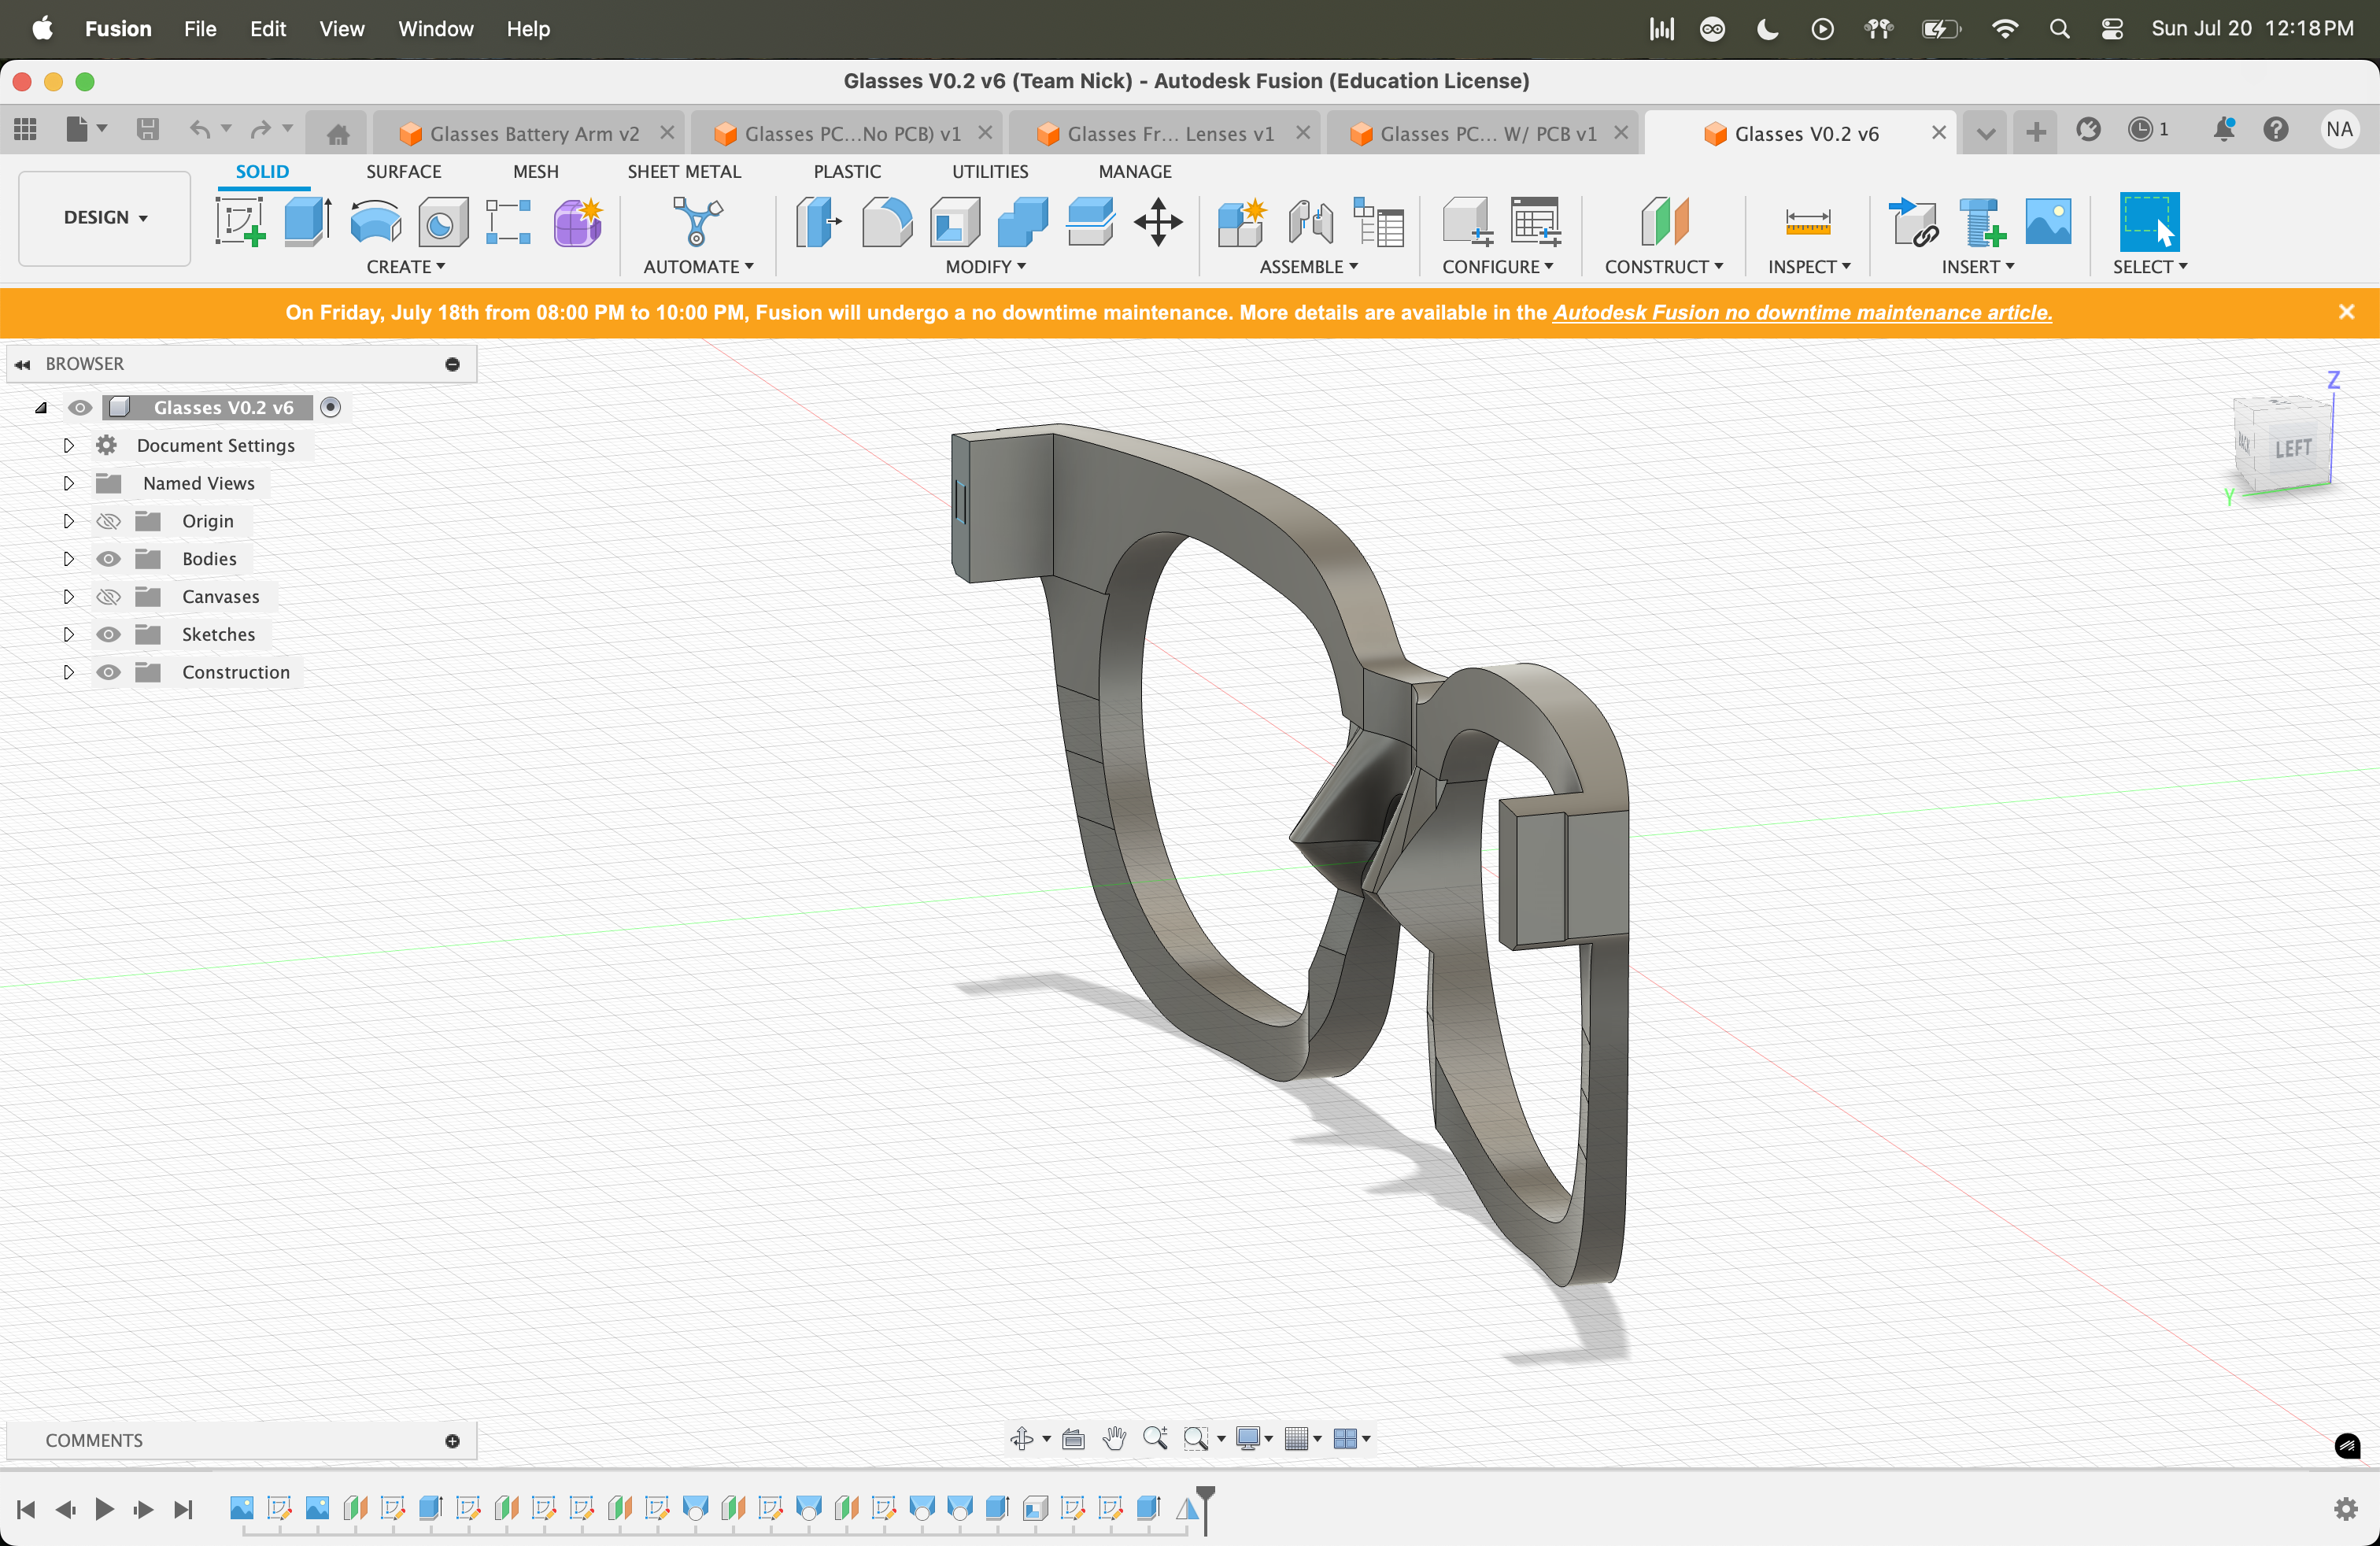 Fusion File Edit View Window Help Sun Jul 20 12:18 PM
Glasses V0.2 v6 (Team Nick) - Autodesk Fusion (Education License)
Glasses Battery Arm v2 Glasses PC...No PCB) v1 Glasses Fr... Lenses v1 Glasses PC... W/ PCB v1 Glasses V0.2 v6 1 NA
SOLID SURFACE MESH SHEET METAL PLASTIC UTILITIES MANAGE
DESIGN
CREATE AUTOMATE MODIFY ASSEMBLE CONFIGURE CONSTRUCT INSPECT INSERT SELECT
On Friday, July 18th from 08:00 PM to 10:00 PM, Fusion will undergo a no downtime maintenance. More details are available in the Autodesk Fusion no downtime maintenance article.
BROWSER
Glasses V0.2 v6
Document Settings
Named Views
Origin
Bodies
Canvases
Sketches
Construction
Z
BACK LEFT
Y
COMMENTS